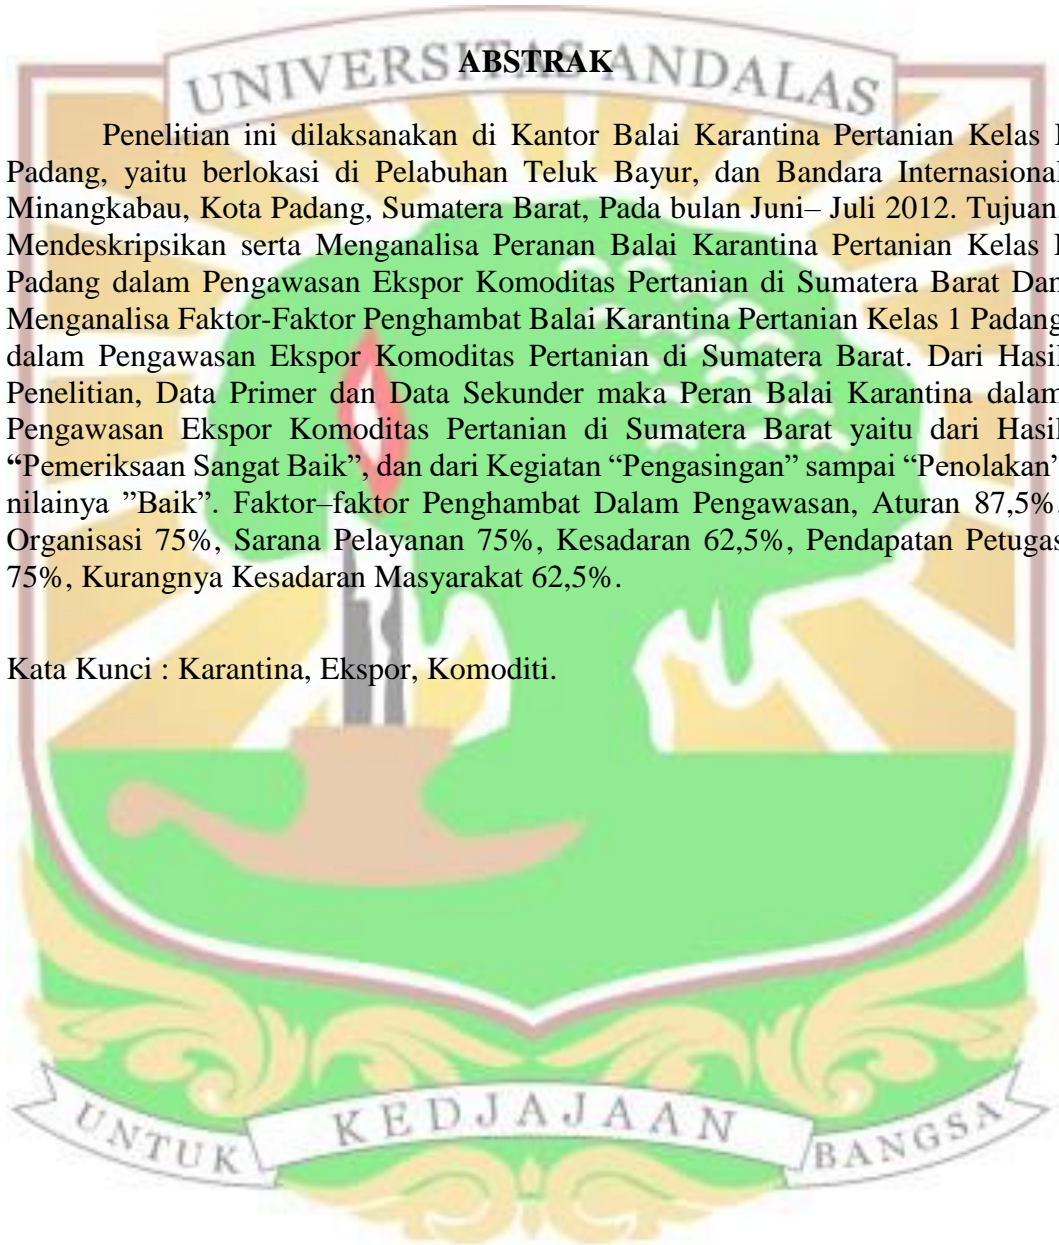 UNIVERSITAS ANDALAS
ABSTRAK
Penelitian ini dilaksanakan di Kantor Balai Karantina Pertanian Kelas I
Padang, yaitu berlokasi di Pelabuhan Teluk Bayur, dan Bandara Internasional
Minangkabau, Kota Padang, Sumatera Barat, Pada bulan Juni– Juli 2012. Tujuan,
Mendeskripsikan serta Menganalisa Peranan Balai Karantina Pertanian Kelas I
Padang dalam Pengawasan Ekspor Komoditas Pertanian di Sumatera Barat Dan
Menganalisa Faktor-Faktor Penghambat Balai Karantina Pertanian Kelas 1 Padang
dalam Pengawasan Ekspor Komoditas Pertanian di Sumatera Barat. Dari Hasil
Penelitian, Data Primer dan Data Sekunder maka Peran Balai Karantina dalam
Pengawasan Ekspor Komoditas Pertanian di Sumatera Barat yaitu dari Hasil
“Pemeriksaan Sangat Baik”, dan dari Kegiatan “Pengasingan” sampai “Penolakan”
nilainya ”Baik”. Faktor–faktor Penghambat Dalam Pengawasan, Aturan 87,5%,
Organisasi 75%, Sarana Pelayanan 75%, Kesadaran 62,5%, Pendapatan Petugas
75%, Kurangnya Kesadaran Masyarakat 62,5%.
Kata Kunci : Karantina, Ekspor, Komoditi.
UNTUK KEDJAJAAN BANGSA